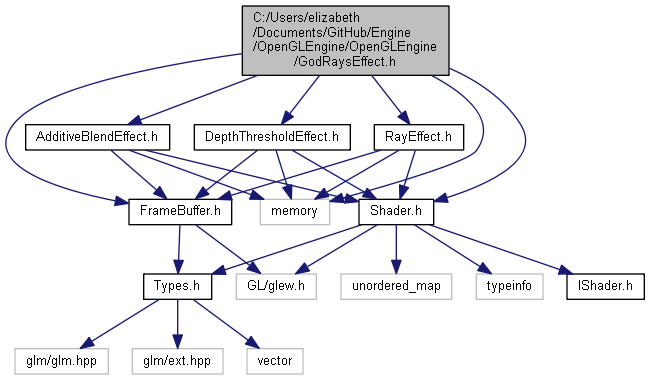 C:/Users/elizabeth
/Documents/GitHub/Engine
/OpenGLEngine/OpenGLEngine
/GodRaysEffect.h
AdditiveBlendEffect.h
DepthThresholdEffect.h
RayEffect.h
FrameBuffer.h
memory
Shader.h
Types.h
GL/glew.h
unordered_map
typeinfo
IShader.h
glm/glm.hpp
glm/ext.hpp
vector